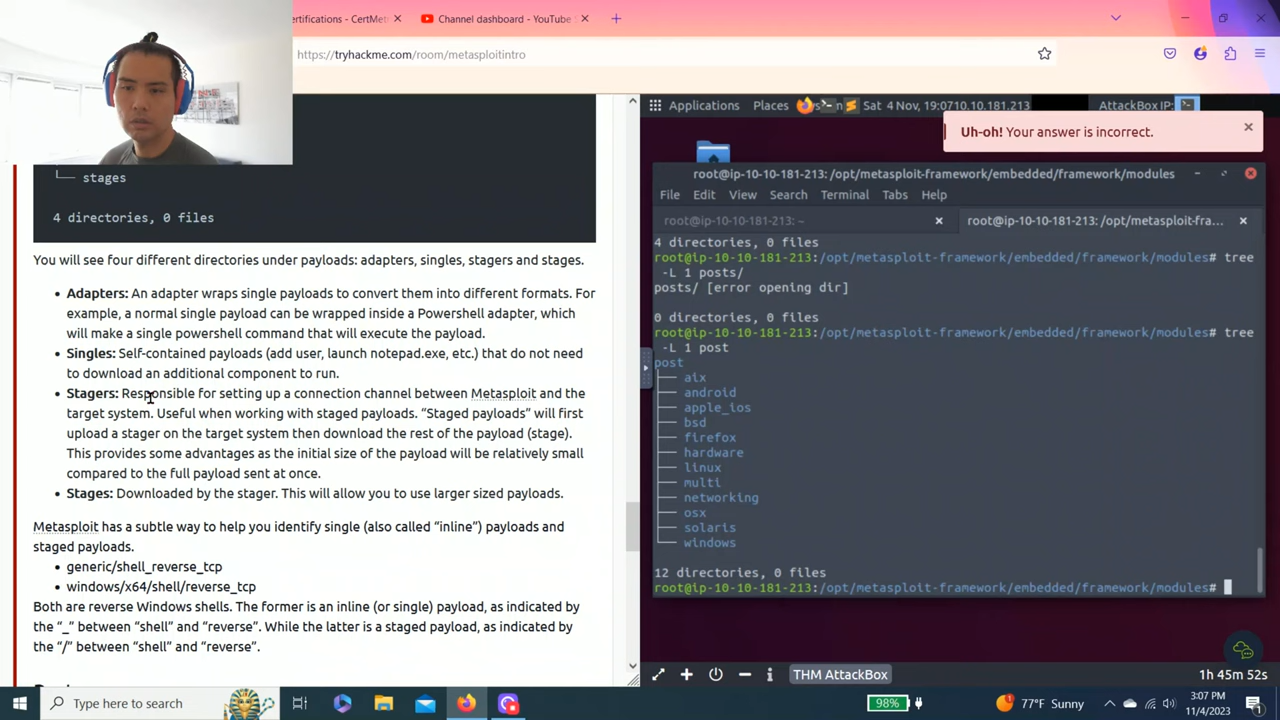 ertifications - CertMet
Channel dashboard - YouTube
https://tryhackme.com/room/metasploitintro
└── stages
4 directories, 0 files
You will see four different directories under payloads: adapters, singles, stagers and stages.
• Adapters: An adapter wraps single payloads to convert them into different formats. For
example, a normal single payload can be wrapped inside a Powershell adapter, which
will make a single powershell command that will execute the payload.
• Singles: Self-contained payloads (add user, launch notepad.exe, etc.) that do not need
to download an additional component to run.
• Stagers: Responsible for setting up a connection channel between Metasploit and the
target system. Useful when working with staged payloads. “Staged payloads” will first
upload a stager on the target system then download the rest of the payload (stage).
This provides some advantages as the initial size of the payload will be relatively small
compared to the full payload sent at once.
• Stages: Downloaded by the stager. This will allow you to use larger sized payloads.
Metasploit has a subtle way to help you identify single (also called “inline”) payloads and
staged payloads.
• generic/shell_reverse_tcp
• windows/x64/shell/reverse_tcp
Both are reverse Windows shells. The former is an inline (or single) payload, as indicated by
the “_” between “shell” and “reverse”. While the latter is a staged payload, as indicated by
the “/” between “shell” and “reverse”.
Applications Places Sat 4 Nov, 19:07 10.10.181.213 AttackBox IP:
Uh-oh! Your answer is incorrect.
root@ip-10-10-181-213: /opt/metasploit-framework/embedded/framework/modules
File Edit View Search Terminal Tabs Help
root@ip-10-10-181-213: ~
root@ip-10-10-181-213: /opt/metasploit-fra...
4 directories, 0 files
root@ip-10-10-181-213:/opt/metasploit-framework/embedded/framework/modules# tree
-L 1 posts/
posts/ [error opening dir]
0 directories, 0 files
root@ip-10-10-181-213:/opt/metasploit-framework/embedded/framework/modules# tree
-L 1 post
post
├── aix
├── android
├── apple_ios
├── bsd
├── firefox
├── hardware
├── linux
├── multi
├── networking
├── osx
├── solaris
└── windows
12 directories, 0 files
root@ip-10-10-181-213:/opt/metasploit-framework/embedded/framework/modules#
THM AttackBox
1h 45m 52s
Type here to search
98%
77°F Sunny
3:07 PM
11/4/2023
1